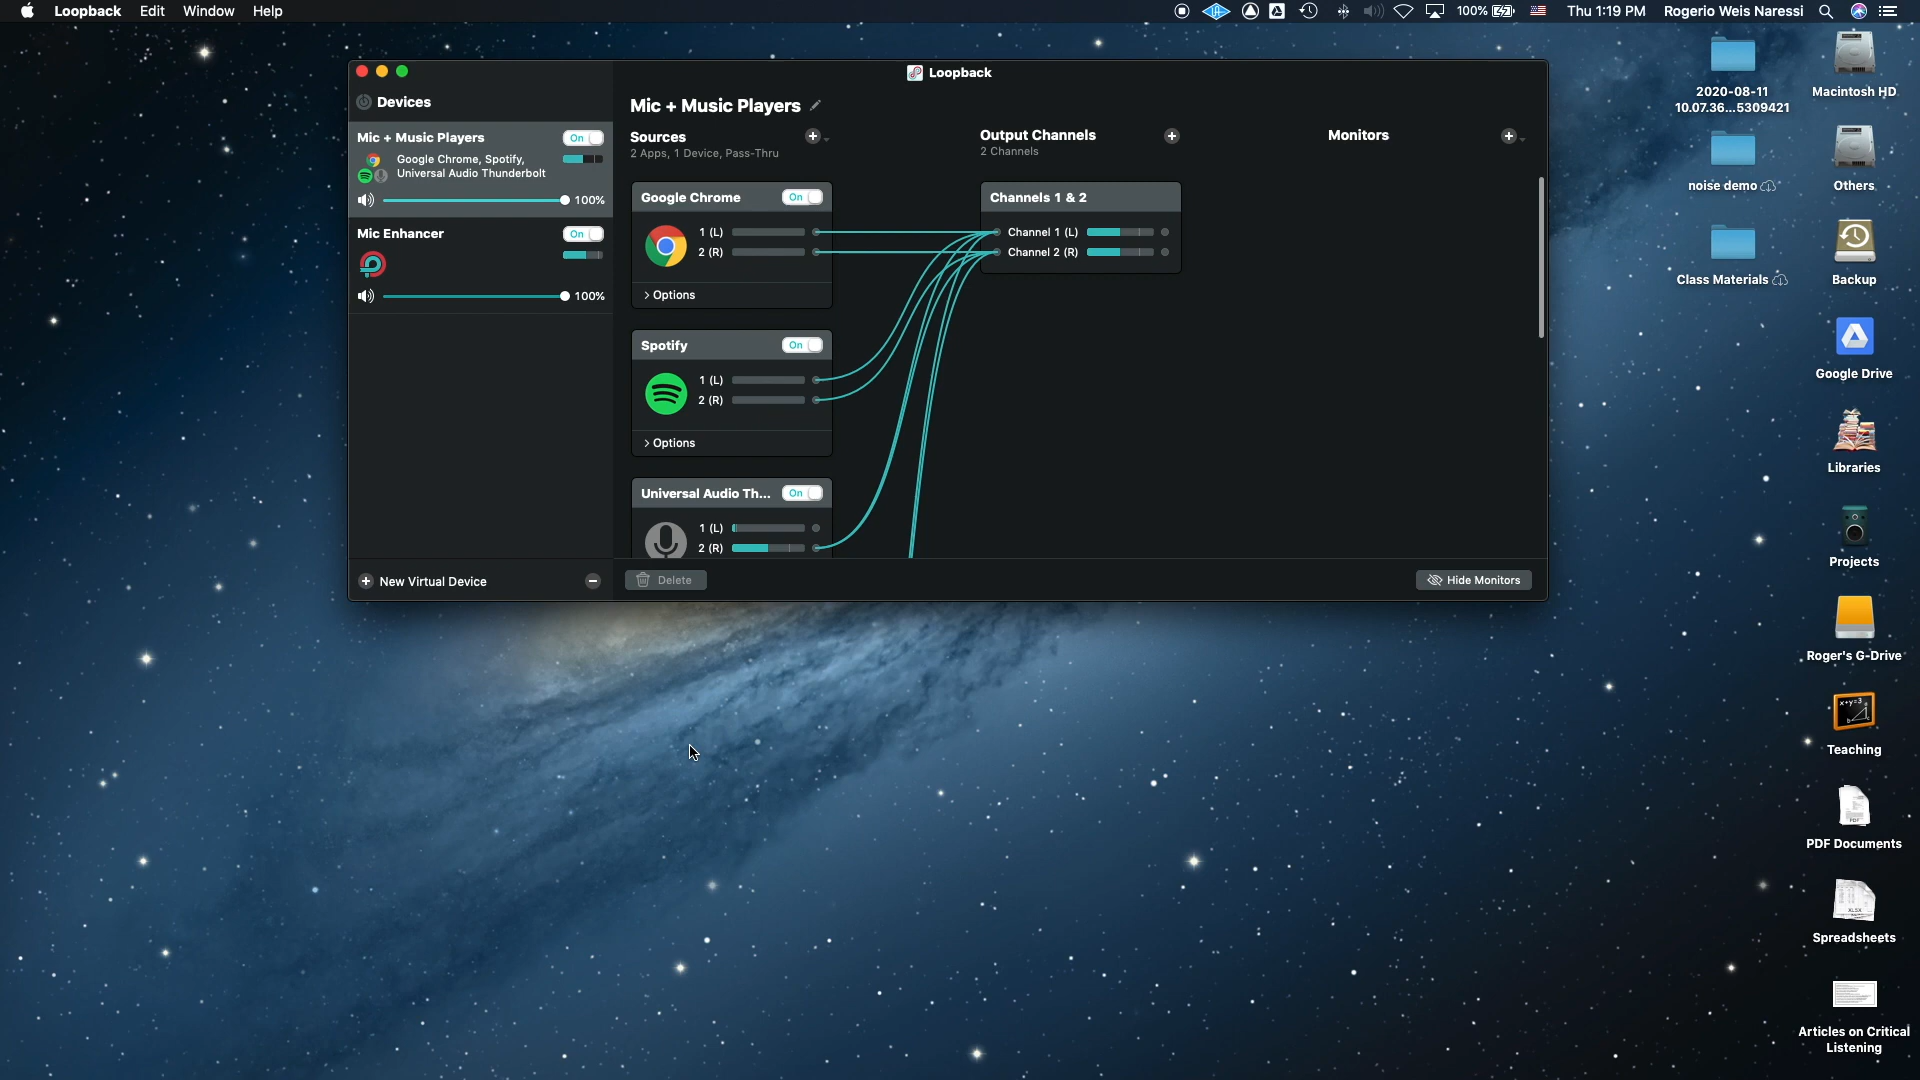 Loopback Edit Window Help
100% Thu 1:19 PM Rogerio Weis Naressi
Loopback
Devices
Mic + Music Players On
Google Chrome, Spotify,
Universal Audio Thunderbolt
100%
Mic Enhancer On
100%
New Virtual Device
Mic + Music Players
Sources
2 Apps, 1 Device, Pass-Thru
Google Chrome On
1 (L)
2 (R)
> Options
Spotify On
1 (L)
2 (R)
> Options
Universal Audio Th... On
1 (L)
2 (R)
Delete
Output Channels
2 Channels
Channels 1 & 2
Channel 1 (L)
Channel 2 (R)
Monitors
Hide Monitors
2020-08-11
10.07.36...5309421
noise demo
Class Materials
Macintosh HD
Others
Backup
Google Drive
Libraries
Projects
Roger's G-Drive
x+y=3
Teaching
PDF
PDF Documents
XLSX
Spreadsheets
Articles on Critical
Listening